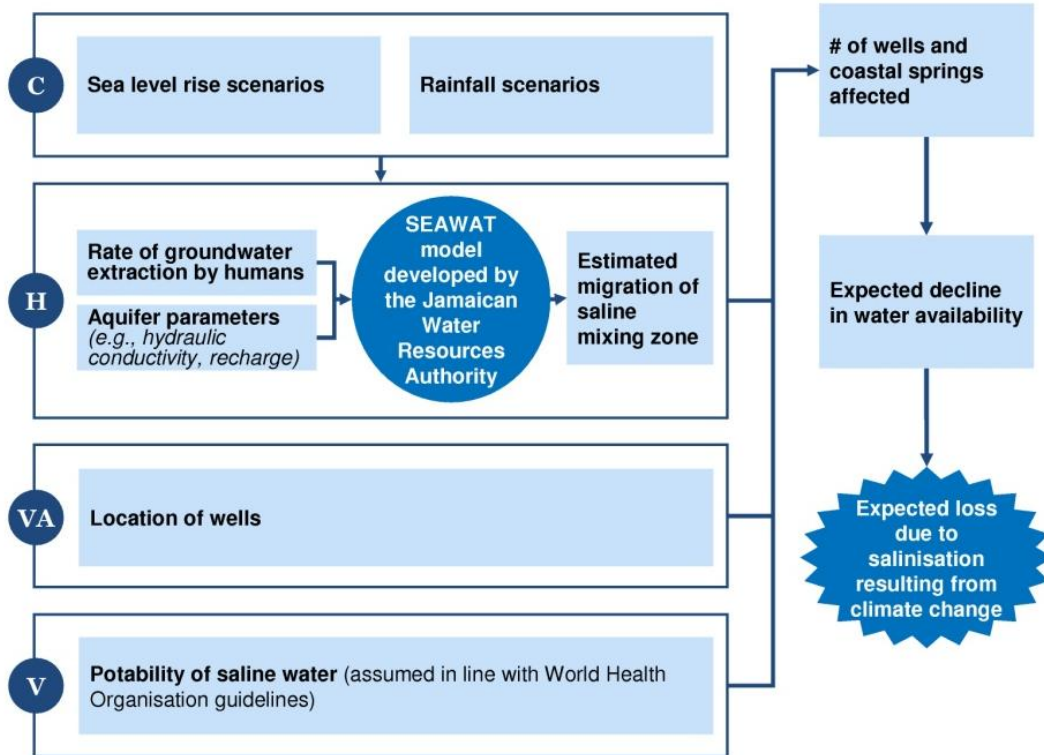 C
Sea level rise scenarios
Rainfall scenarios
H
Rate of groundwater
extraction by humans
Aquifer parameters
(e.g., hydraulic
conductivity, recharge)
SEAWAT
model
developed by
the Jamaican
Water
Resources
Authority
Estimated
migration of
saline
mixing zone
VA
Location of wells
V
Potability of saline water (assumed in line with World Health
Organisation guidelines)
# of wells and
coastal springs
affected
Expected decline
in water availability
Expected loss
due to
salinisation
resulting from
climate change